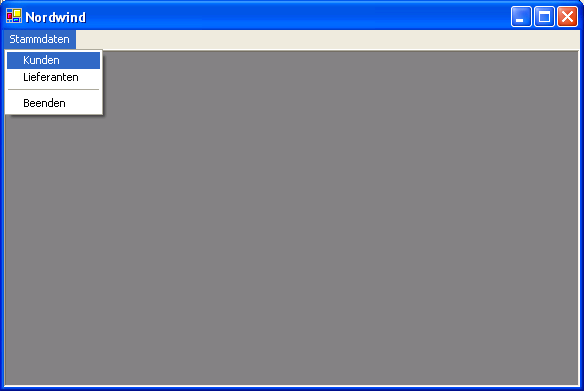 Nordwind
Stammdaten
Kunden
Lieferanten
Beenden